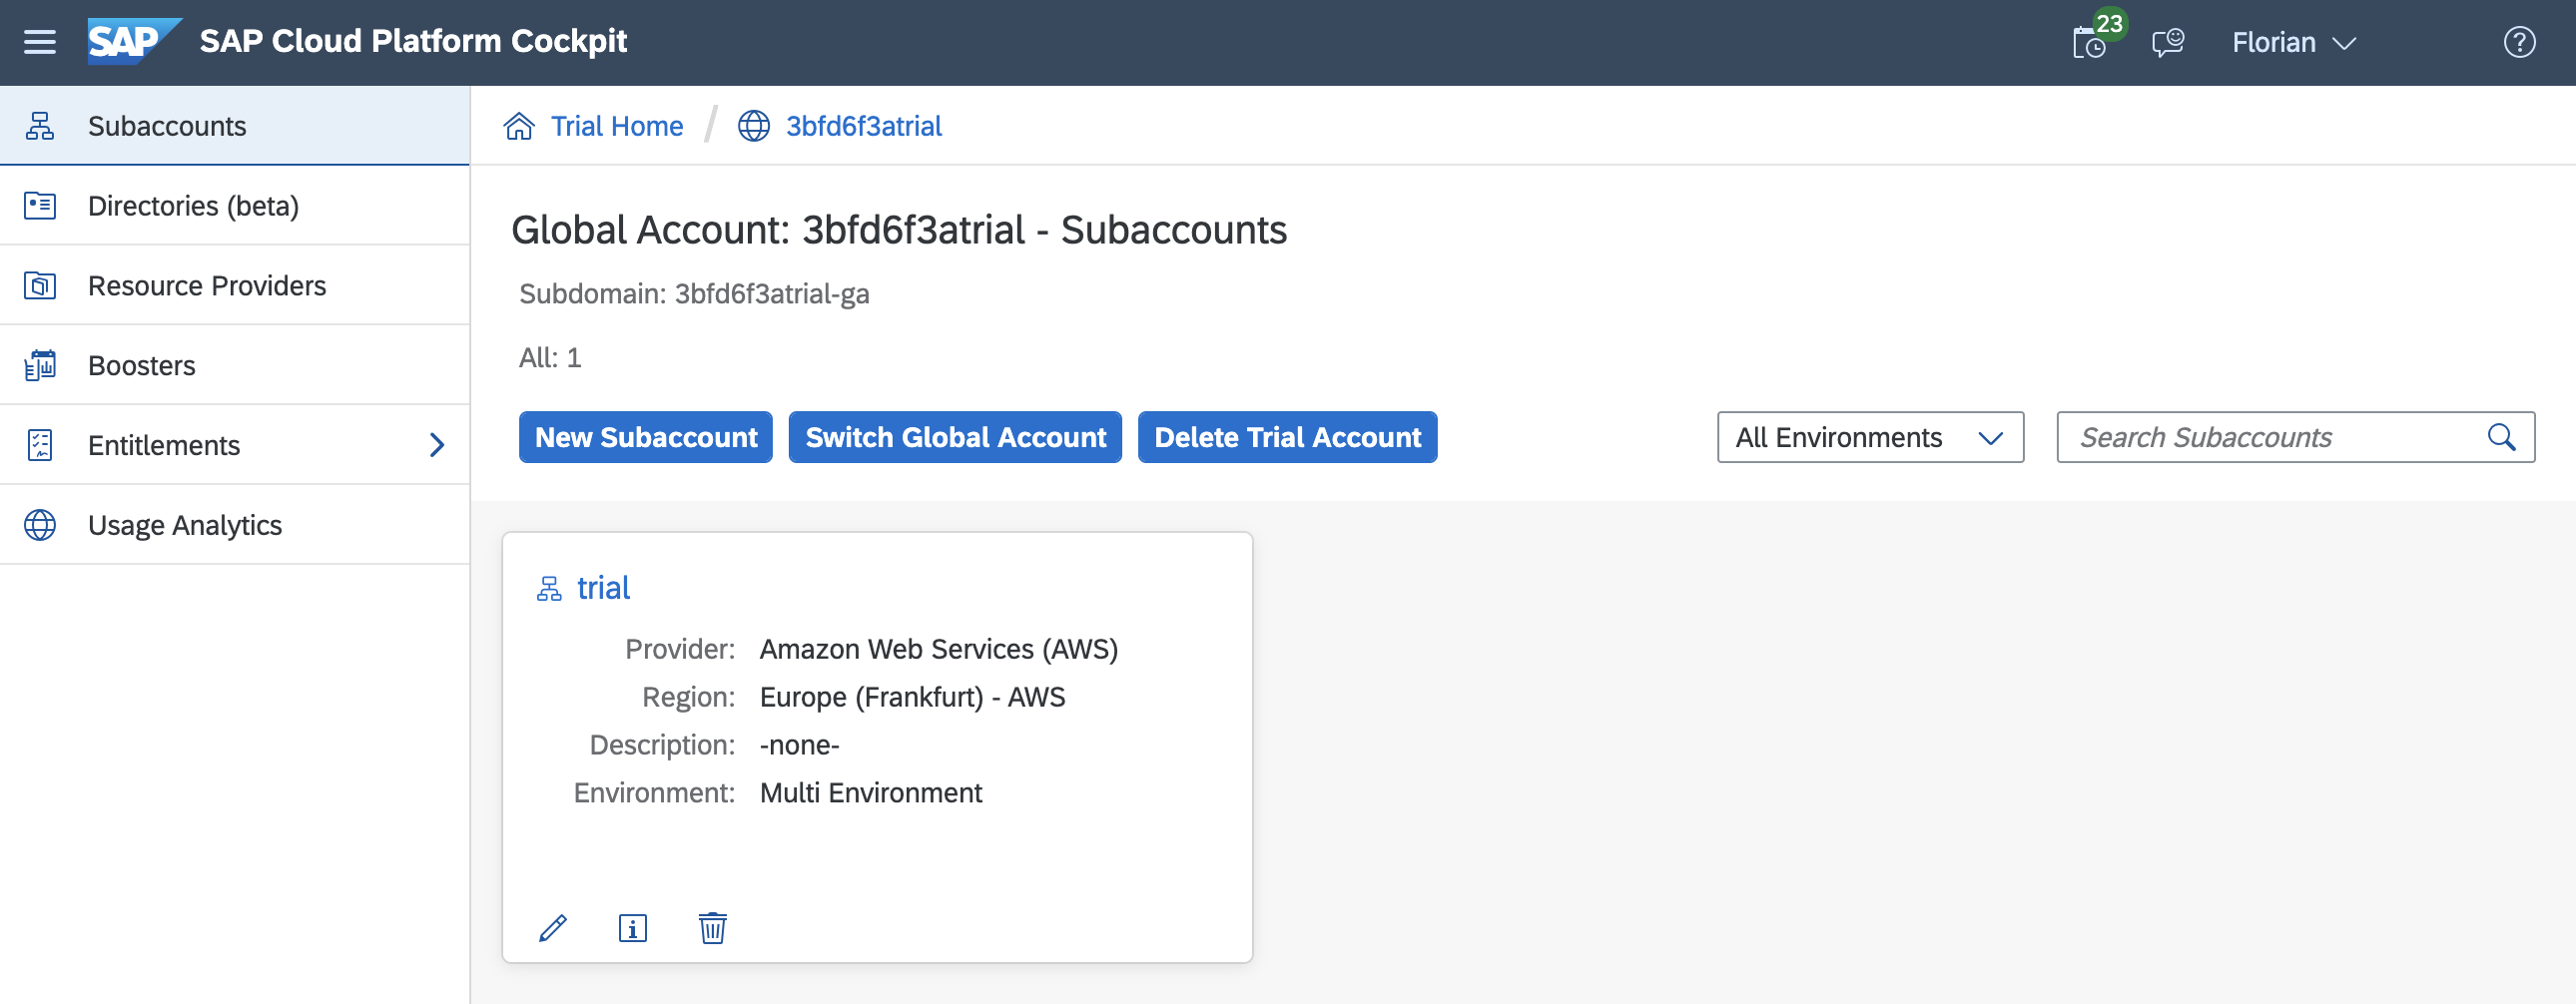 SAP SAP Cloud Platform Cockpit 23 Florian
Subaccounts
Directories (beta)
Resource Providers
Boosters
Entitlements
Usage Analytics
Trial Home / 3bfd6f3atrial
Global Account: 3bfd6f3atrial - Subaccounts
Subdomain: 3bfd6f3atrial-ga
All: 1
New Subaccount Switch Global Account Delete Trial Account All Environments Search Subaccounts
trial
Provider: Amazon Web Services (AWS)
Region: Europe (Frankfurt) - AWS
Description: -none-
Environment: Multi Environment